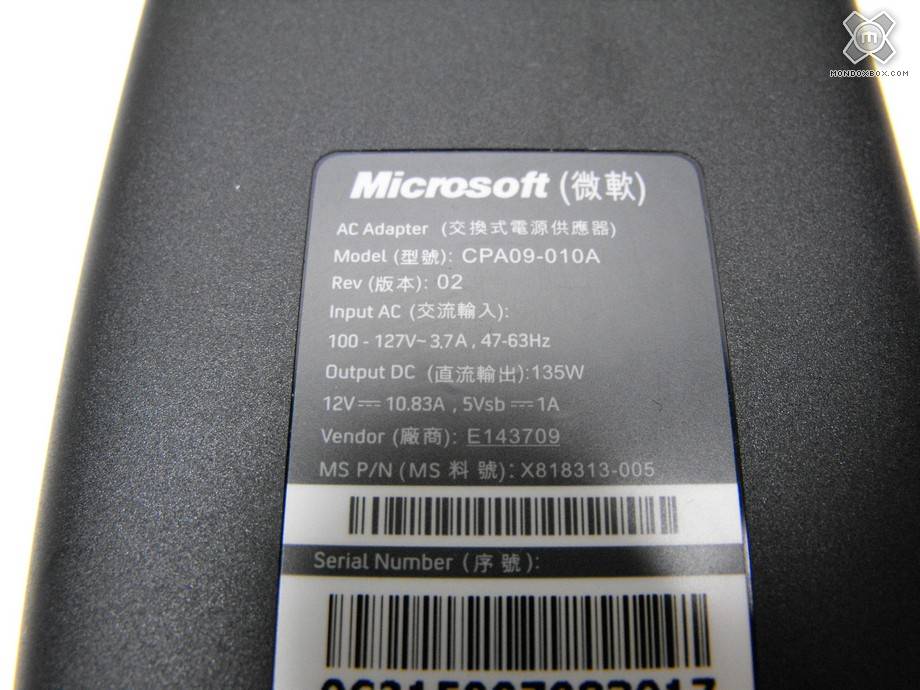 MONDOXBOX.COM
Microsoft (微軟)
AC Adapter (交換式電源供應器)
Model (型號): CPA09-010A
Rev (版本): 02
Input AC (交流輸入):
100 - 127V~ 3.7A , 47-63Hz
Output DC (直流輸出): 135W
12V⎓ 10.83A , 5Vsb ⎓ 1A
Vendor (廠商): E143709
MS P/N (MS 料 號): X818313-005
Serial Number (序 號):